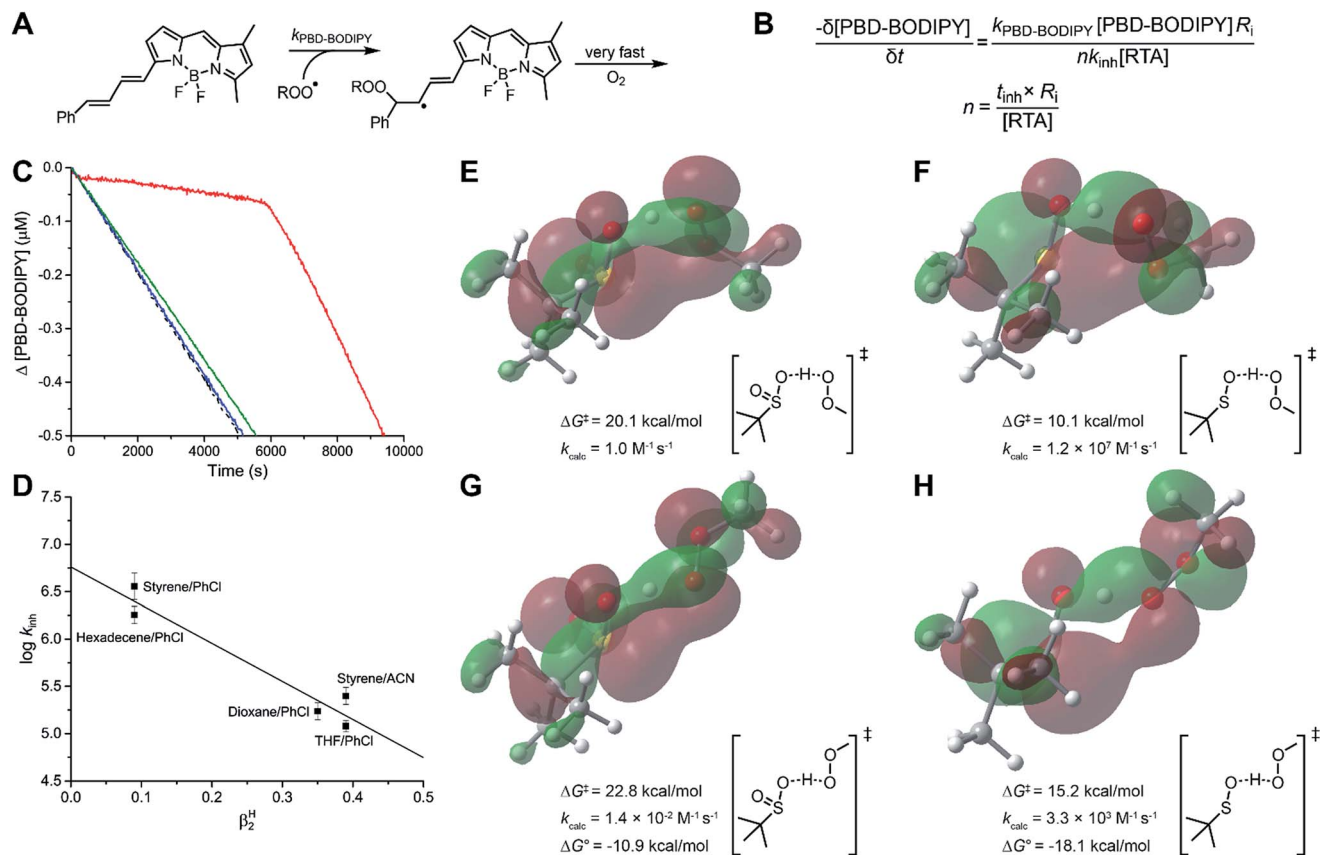 A
k_PBD-BODIPY
ROO•
N N
B
F F
Ph
ROO
Ph
•
N N
B
F F
very fast
O₂
B
-δ[PBD-BODIPY]
δt
=
k_PBD-BODIPY [PBD-BODIPY] R_i
n k_inh [RTA]
n = t_inh × R_i
[RTA]
C
0.0
-0.1
-0.2
-0.3
-0.4
-0.5
Δ [PBD-BODIPY] (μM)
0 2000 4000 6000 8000 10000
Time (s)
D
7.5
7.0
6.5
6.0
5.5
5.0
4.5
log k_inh
Styrene/PhCl
Hexadecene/PhCl
Styrene/ACN
Dioxane/PhCl
THF/PhCl
0.0 0.1 0.2 0.3 0.4 0.5
β₂ᴴ
E
ΔG‡ = 20.1 kcal/mol
k_calc = 1.0 M⁻¹ s⁻¹
O O--H--O
S O
‡
F
ΔG‡ = 10.1 kcal/mol
k_calc = 1.2 × 10⁷ M⁻¹ s⁻¹
O--H--O
S O
‡
G
ΔG‡ = 22.8 kcal/mol
k_calc = 1.4 × 10⁻² M⁻¹ s⁻¹
ΔG° = -10.9 kcal/mol
O
O O--H--O
S
‡
H
ΔG‡ = 15.2 kcal/mol
k_calc = 3.3 × 10³ M⁻¹ s⁻¹
ΔG° = -18.1 kcal/mol
O
O--H--O
S
‡